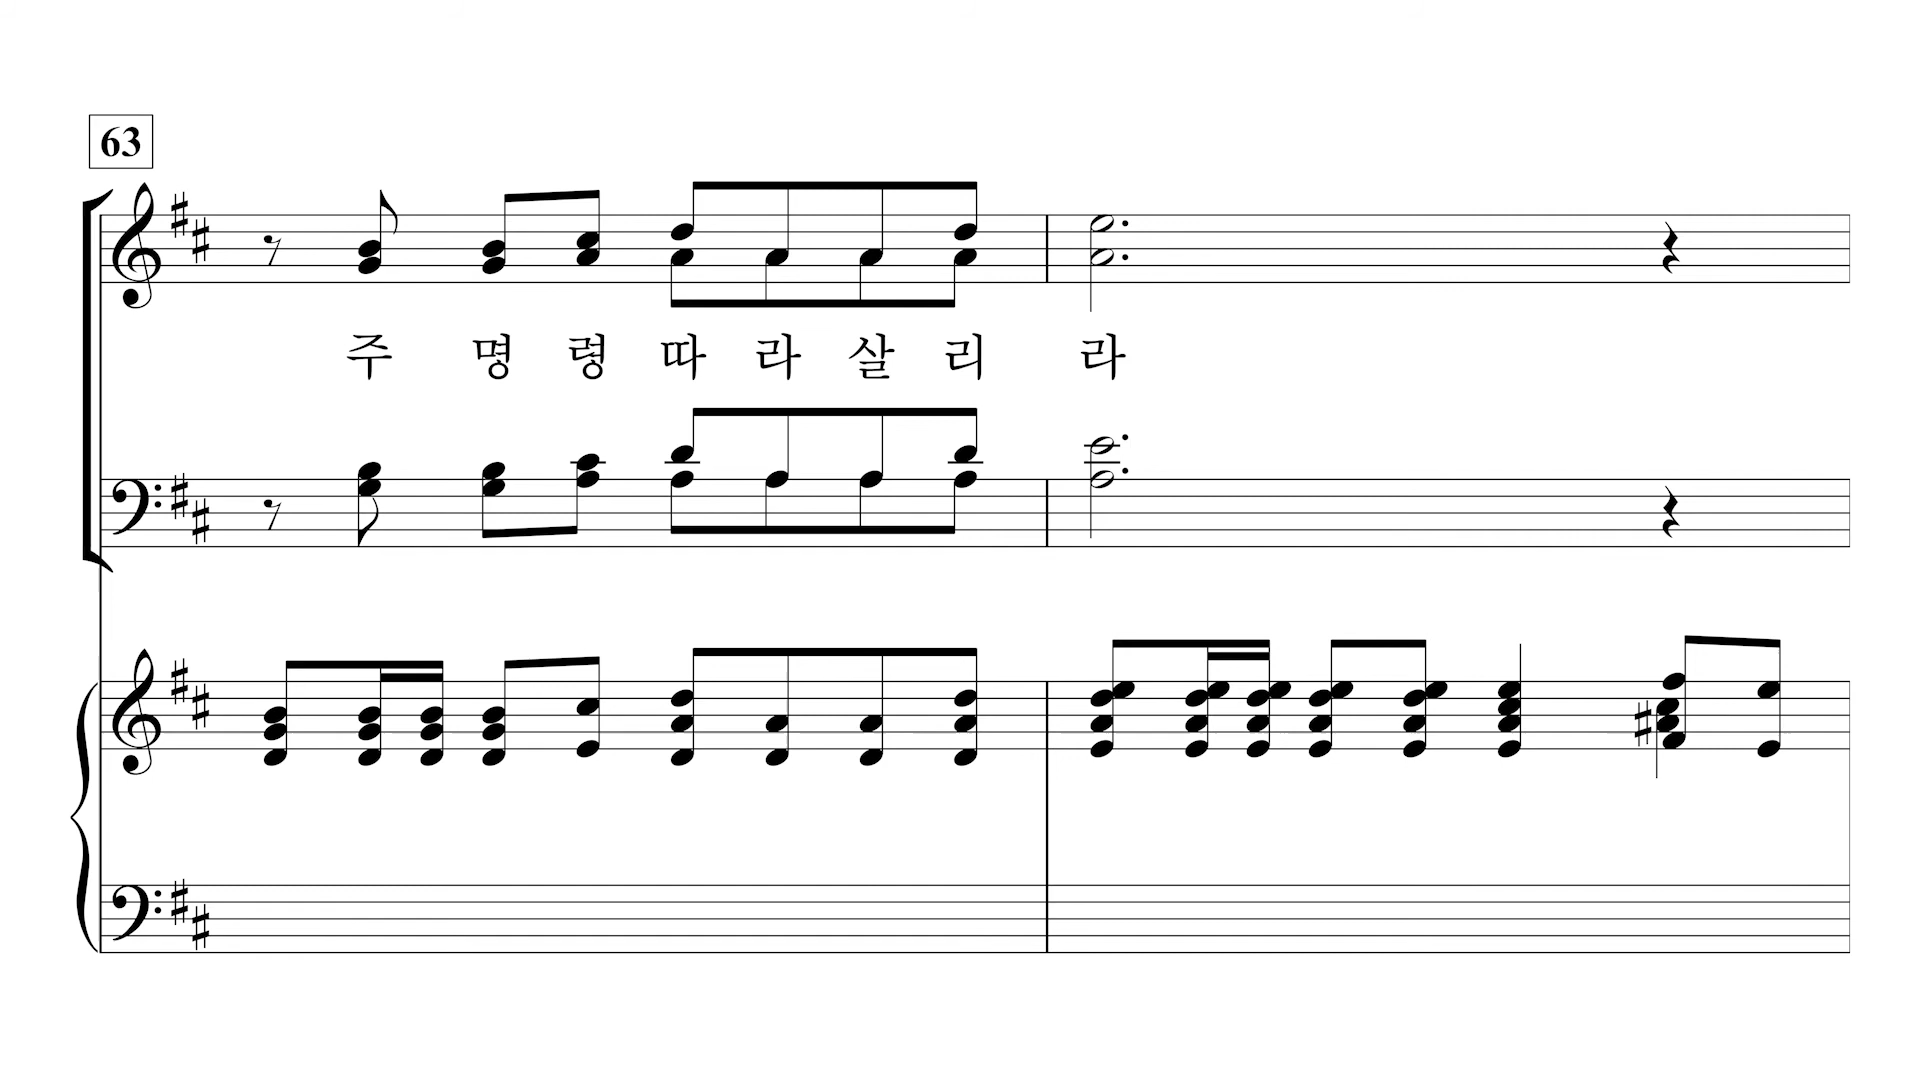 63
주 명 령 따 라 살 리 라